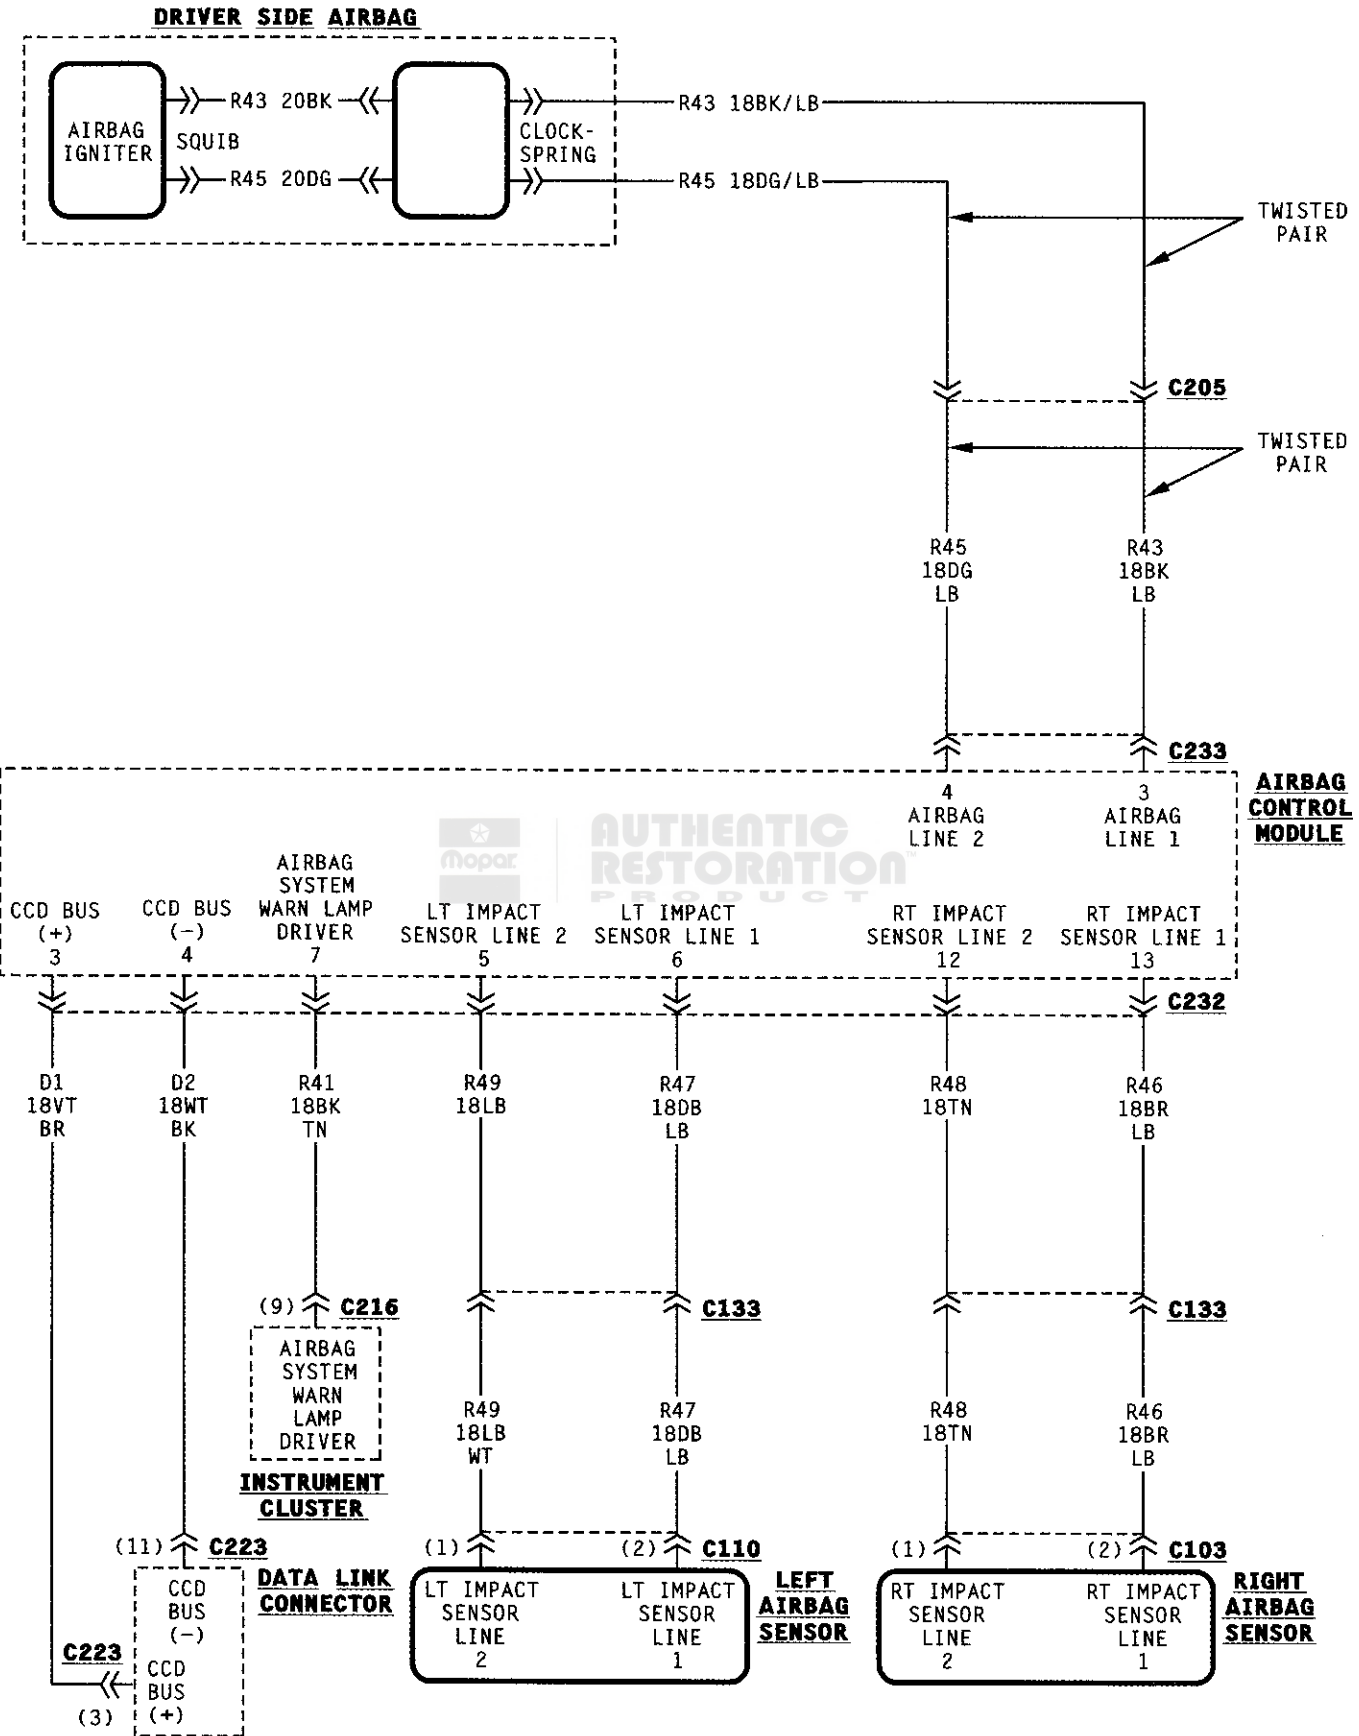 DRIVER SIDE AIRBAG
AIRBAG
IGNITER
R43 20BK
SQUIB
R45 20DG
CLOCK-
SPRING
R43 18BK/LB
R45 18DG/LB
TWISTED
PAIR
C205
TWISTED
PAIR
R45
18DG
LB
R43
18BK
LB
C233
AIRBAG
CONTROL
MODULE
4
AIRBAG
LINE 2
3
AIRBAG
LINE 1
Mopar
AUTHENTIC
RESTORATION™
PRODUCT
CCD BUS
(+)
3
CCD BUS
(-)
4
AIRBAG
SYSTEM
WARN LAMP
DRIVER
7
LT IMPACT
SENSOR LINE 2
5
LT IMPACT
SENSOR LINE 1
6
RT IMPACT
SENSOR LINE 2
12
RT IMPACT
SENSOR LINE 1
13
C232
D1
18VT
BR
D2
18WT
BK
R41
18BK
TN
R49
18LB
R47
18DB
LB
R48
18TN
R46
18BR
LB
(9)
C216
C133
C133
AIRBAG
SYSTEM
WARN
LAMP
DRIVER
INSTRUMENT
CLUSTER
R49
18LB
WT
R47
18DB
LB
R48
18TN
R46
18BR
LB
(11)
C223
(1)
(2)
C110
(1)
(2)
C103
CCD
BUS
(-)
DATA LINK
CONNECTOR
C223
(3)
CCD
BUS
(+)
LT IMPACT
SENSOR
LINE
2
LT IMPACT
SENSOR
LINE
1
LEFT
AIRBAG
SENSOR
RT IMPACT
SENSOR
LINE
2
RT IMPACT
SENSOR
LINE
1
RIGHT
AIRBAG
SENSOR